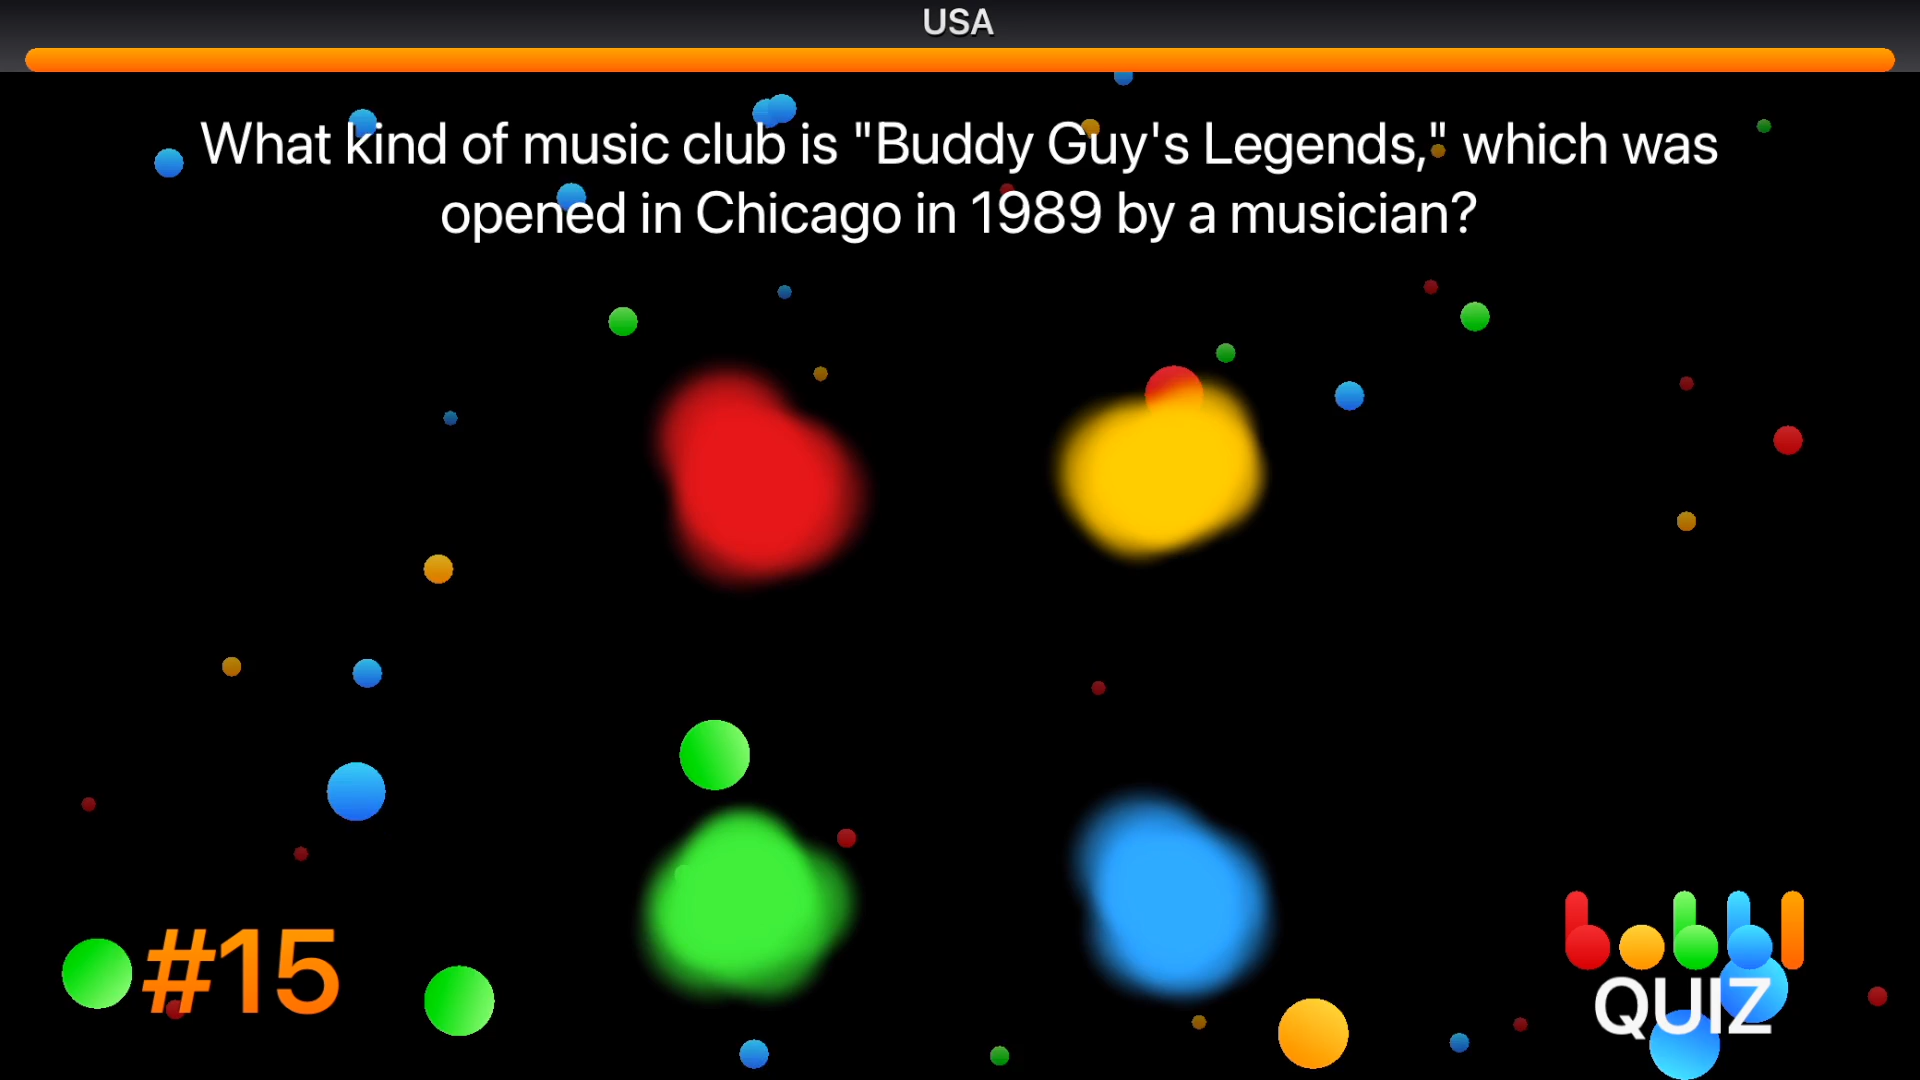 USA
What kind of music club is "Buddy Guy's Legends," which was
opened in Chicago in 1989 by a musician?
#15
bobbl
QUIZ